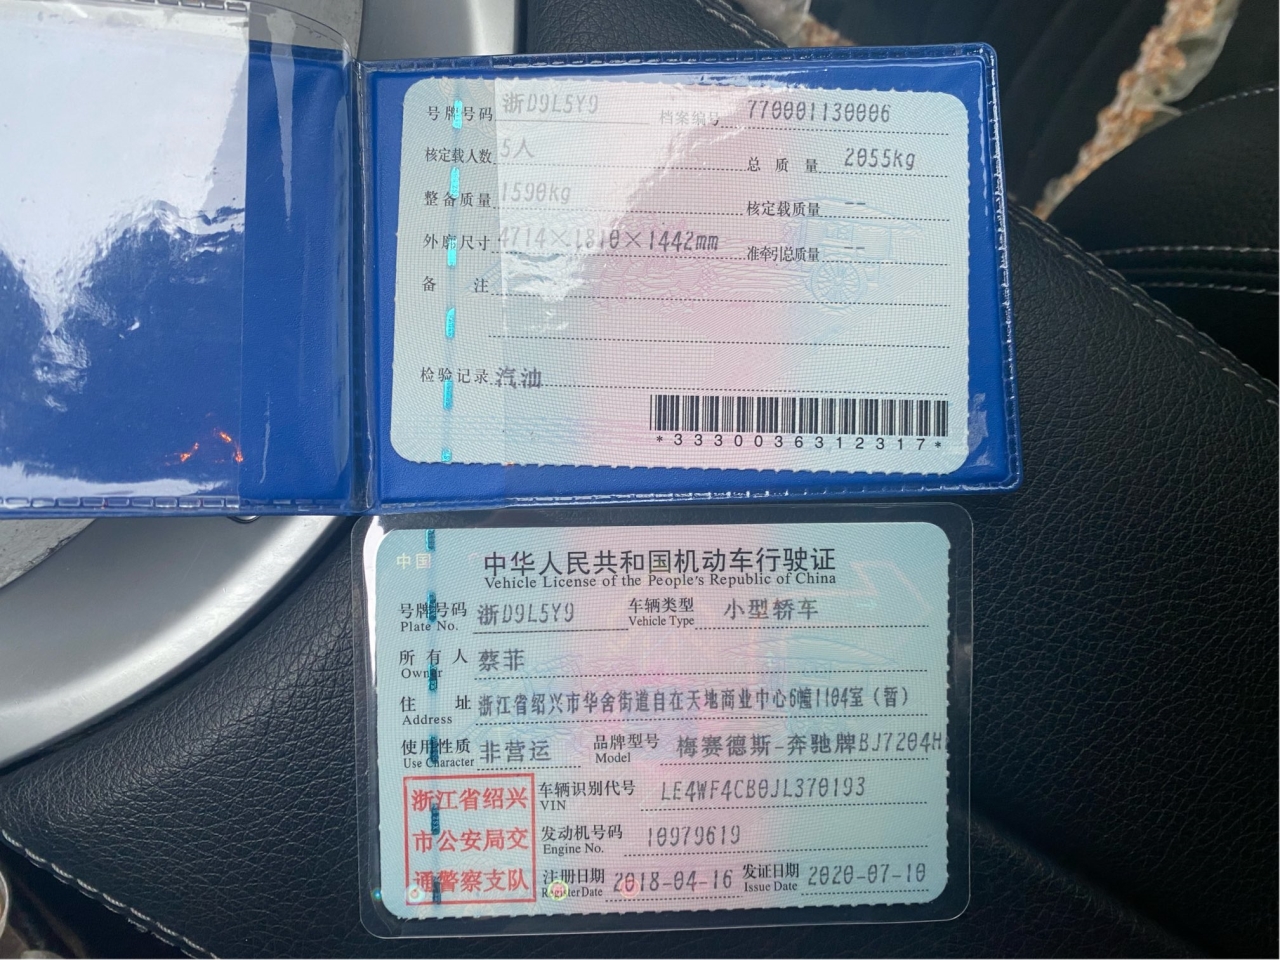 号牌号码 浙D9L5Y9 档案编号 770001130006
核定载人数 5人 总质量 2055kg
整备质量 1590kg 核定载质量 --
外廓尺寸 4714×1810×1442mm 准牵引总质量 --
备注
检验记录 汽油
*3330036312317*
中国
中华人民共和国机动车行驶证
Vehicle License of the People's Republic of China
号牌号码 浙D9L5Y9 车辆类型 小型轿车
Plate No. Vehicle Type
所有人 蔡菲
Owner
住址 浙江省绍兴市华舍街道自在天地商业中心6幢1104室（暂）
Address
使用性质 非营运 品牌型号 梅赛德斯-奔驰牌BJ7204H
Use Character Model
浙江省绍兴
市公安局交
通警察支队
车辆识别代号 LE4WF4CB0JL370193
VIN
发动机号码 10979619
Engine No.
注册日期 2018-04-16 发证日期 2020-07-10
Register Date Issue Date